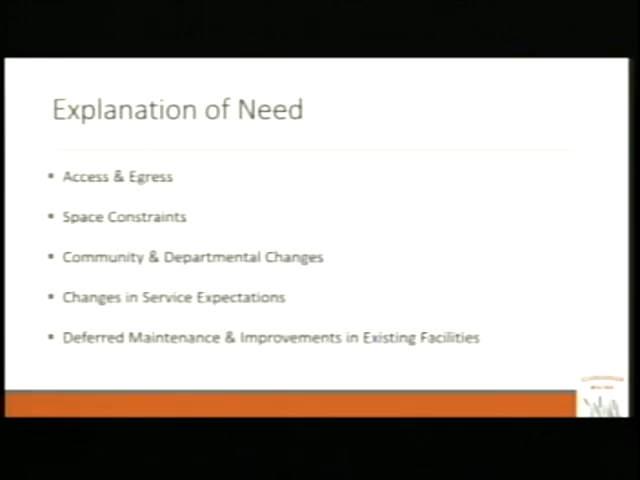 Explanation of Need
▪ Access & Egress
▪ Space Constraints
▪ Community & Departmental Changes
▪ Changes in Service Expectations
▪ Deferred Maintenance & Improvements in Existing Facilities